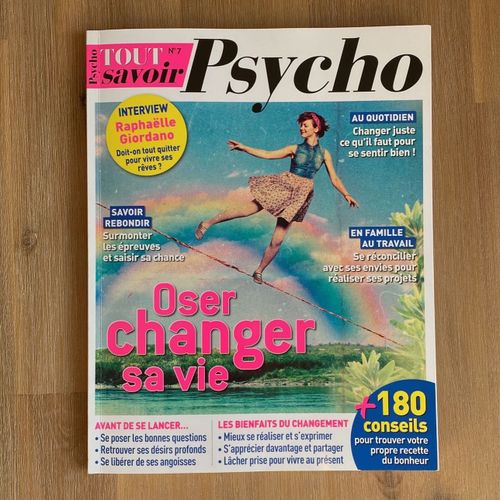 Psycho
TOUT
savoir
N°7
Psycho
INTERVIEW
Raphaëlle
Giordano
Doit-on tout quitter
pour vivre ses
rêves ?
AU QUOTIDIEN
Changer juste
ce qu'il faut pour
se sentir bien !
SAVOIR
REBONDIR
Surmonter
les épreuves
et saisir sa chance
EN FAMILLE
AU TRAVAIL
Se réconcilier
avec ses envies pour
réaliser ses projets
Oser
changer
sa vie
+180
conseils
pour trouver votre
propre recette
du bonheur
AVANT DE SE LANCER...
• Se poser les bonnes questions
• Retrouver ses désirs profonds
• Se libérer de ses angoisses
LES BIENFAITS DU CHANGEMENT
• Mieux se réaliser et s'exprimer
• S'apprécier davantage et partager
• Lâcher prise pour vivre au présent